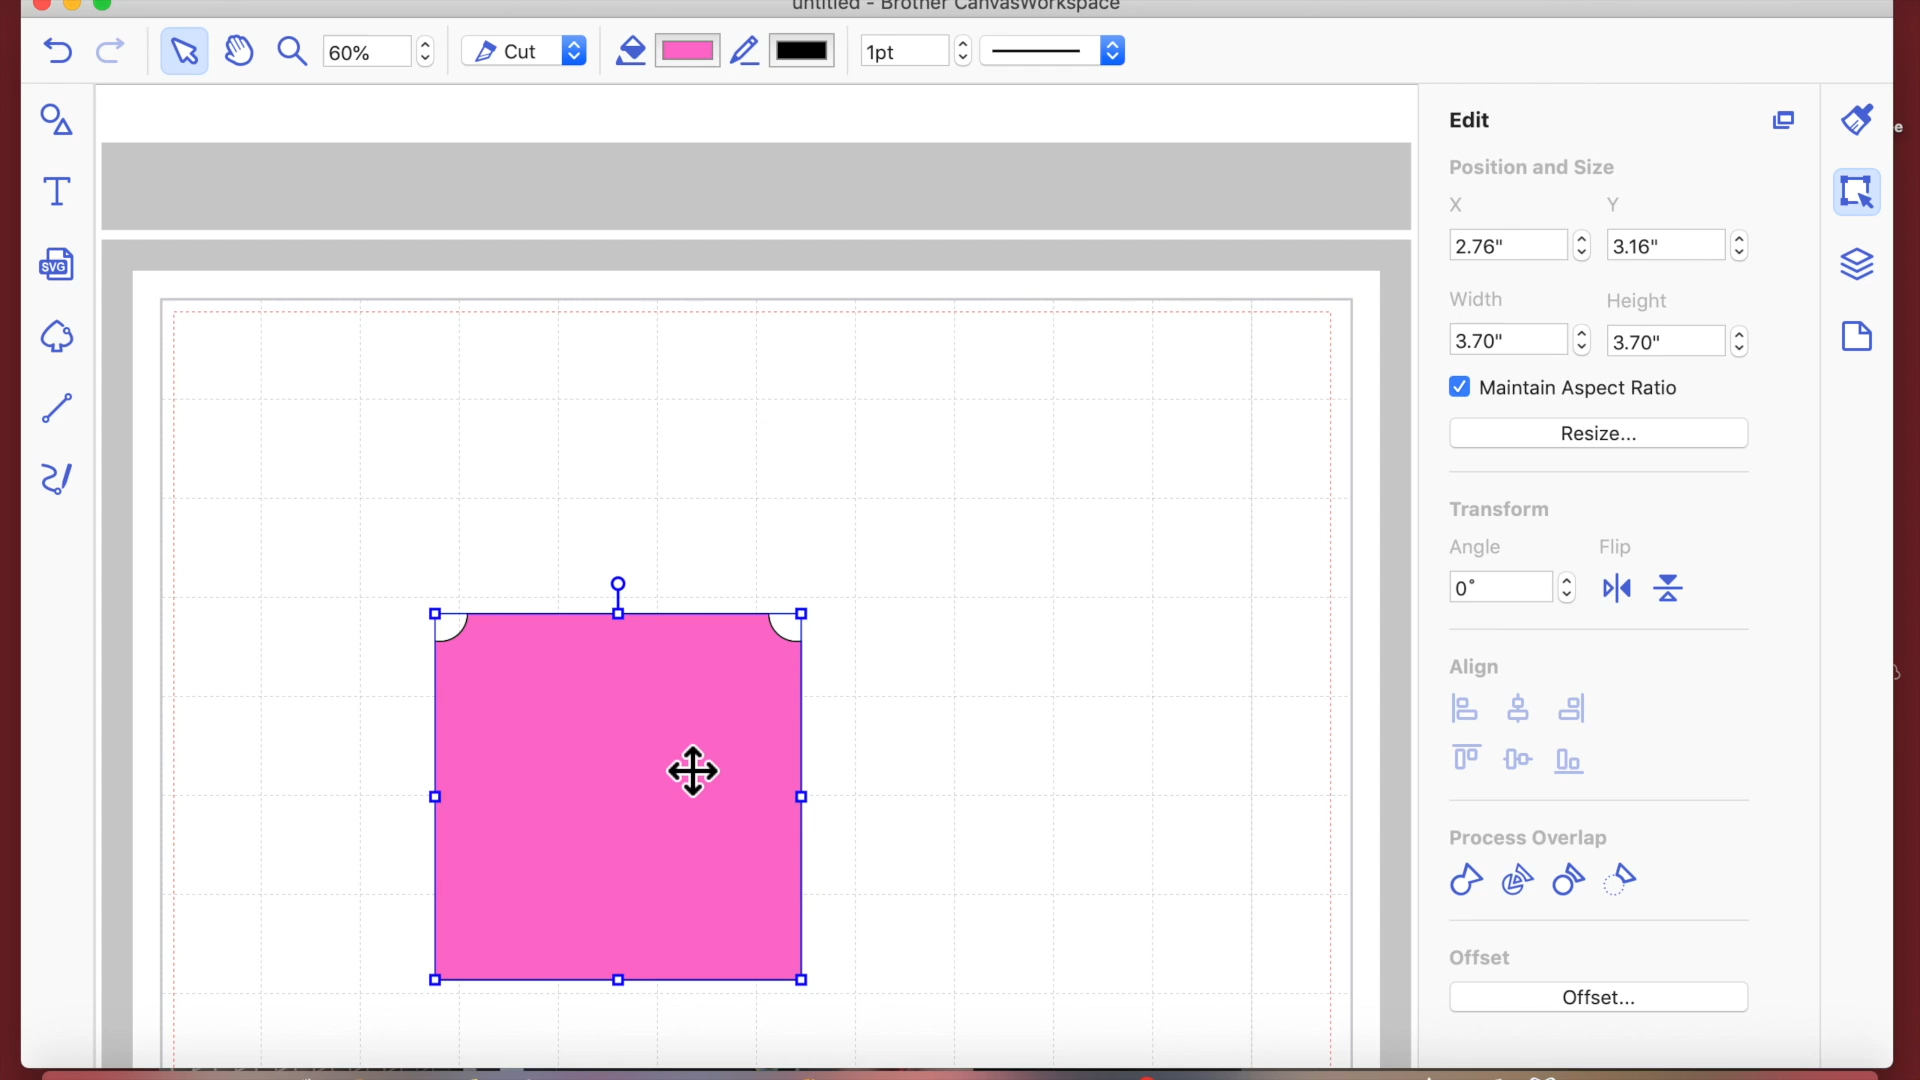 untitled - Brother CanvasWorkspace
60%
Cut
1pt
SVG
Edit
Position and Size
X
Y
2.76"
3.16"
Width
Height
3.70"
3.70"
Maintain Aspect Ratio
Resize...
Transform
Angle
Flip
0°
Align
Process Overlap
Offset
Offset...
e